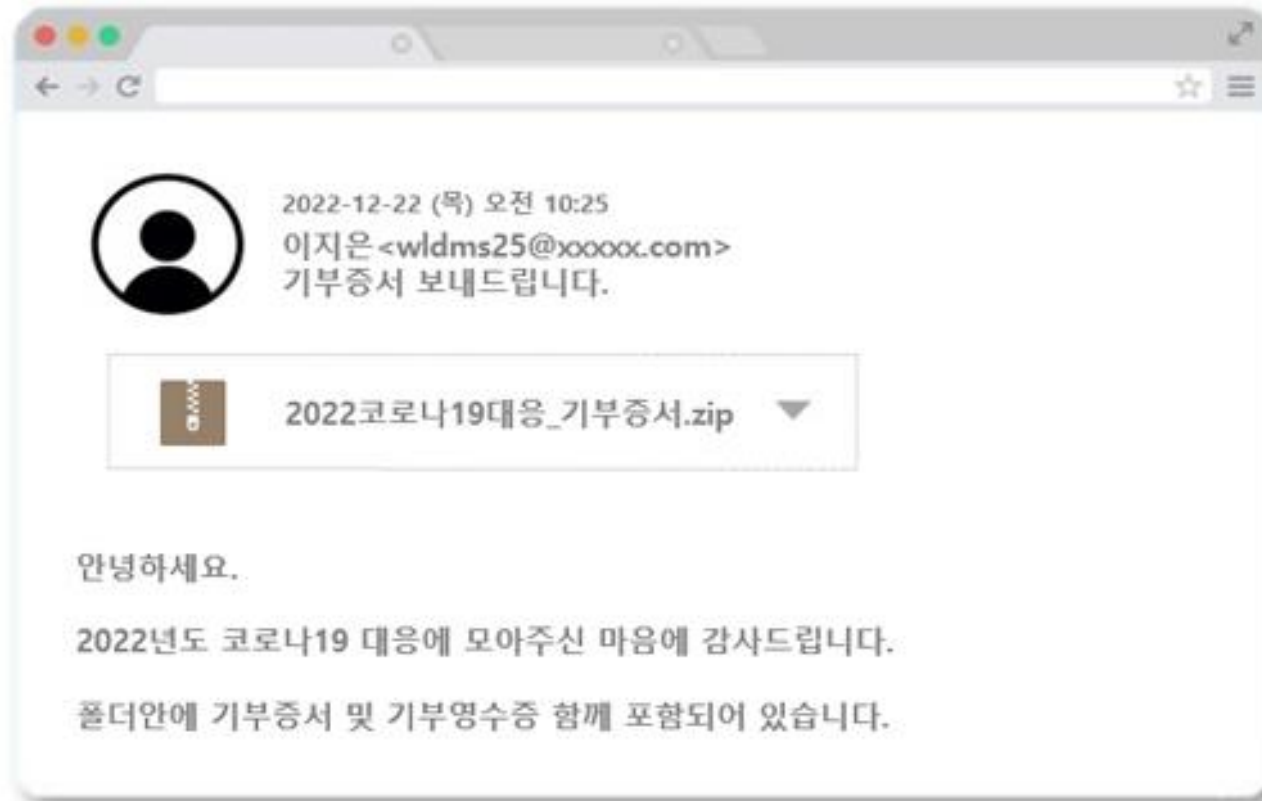 2022-12-22 (목) 오전 10:25
이지은<wldms25@xxxxx.com>
기부증서 보내드립니다.
2022코로나19대응_기부증서.zip
안녕하세요.
2022년도 코로나19 대응에 모아주신 마음에 감사드립니다.
폴더안에 기부증서 및 기부영수증 함께 포함되어 있습니다.